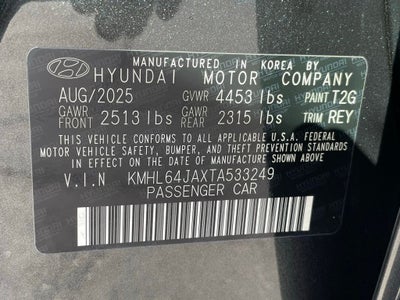 MANUFACTURED IN KOREA BY
HYUNDAI MOTOR COMPANY
AUG/2025 GVWR 4453 lbs PAINT T2G
GAWR FRONT 2513 lbs GAWR REAR 2315 lbs TRIM REY
THIS VEHICLE CONFORMS TO ALL APPLICABLE U.S.A. FEDERAL
MOTOR VEHICLE SAFETY, BUMPER, AND THEFT PREVENTION STANDARDS
IN EFFECT ON THE DATE OF MANUFACTURE SHOWN ABOVE.
V.I.N KMHL64JAXTA533249
PASSENGER CAR